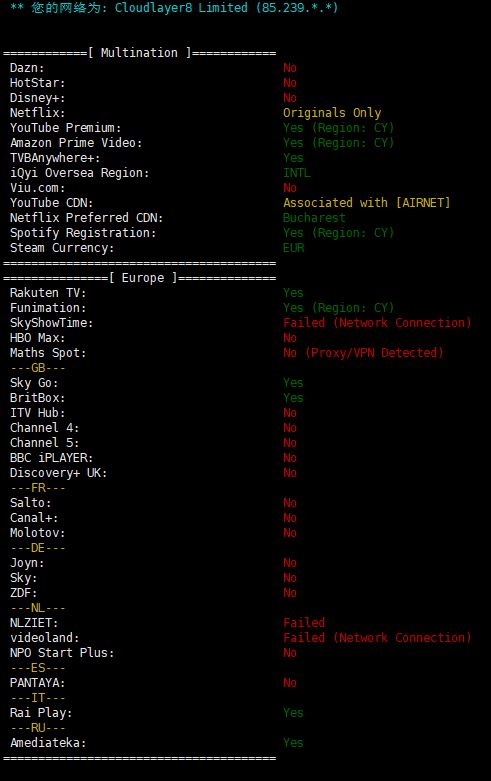 ** 您的网络为: Cloudlayer8 Limited (85.239.*.*)
============[ Multination ]============
Dazn: No
HotStar: No
Disney+: No
Netflix: Originals Only
YouTube Premium: Yes (Region: CY)
Amazon Prime Video: Yes (Region: CY)
TVBAnywhere+: Yes
iQyi Oversea Region: INTL
Viu.com: No
YouTube CDN: Associated with [AIRNET]
Netflix Preferred CDN: Bucharest
Spotify Registration: Yes (Region: CY)
Steam Currency: EUR
=======================================
===============[ Europe ]==============
Rakuten TV: Yes
Funimation: Yes (Region: CY)
SkyShowTime: Failed (Network Connection)
HBO Max: No
Maths Spot: No (Proxy/VPN Detected)
---GB---
Sky Go: Yes
BritBox: Yes
ITV Hub: No
Channel 4: No
Channel 5: No
BBC iPLAYER: No
Discovery+ UK: No
---FR---
Salto: No
Canal+: No
Molotov: No
---DE---
Joyn: No
Sky: No
ZDF: No
---NL---
NLZIET: Failed
videoland: Failed (Network Connection)
NPO Start Plus: No
---ES---
PANTAYA: No
---IT---
Rai Play: Yes
---RU---
Amediateka: Yes
=======================================